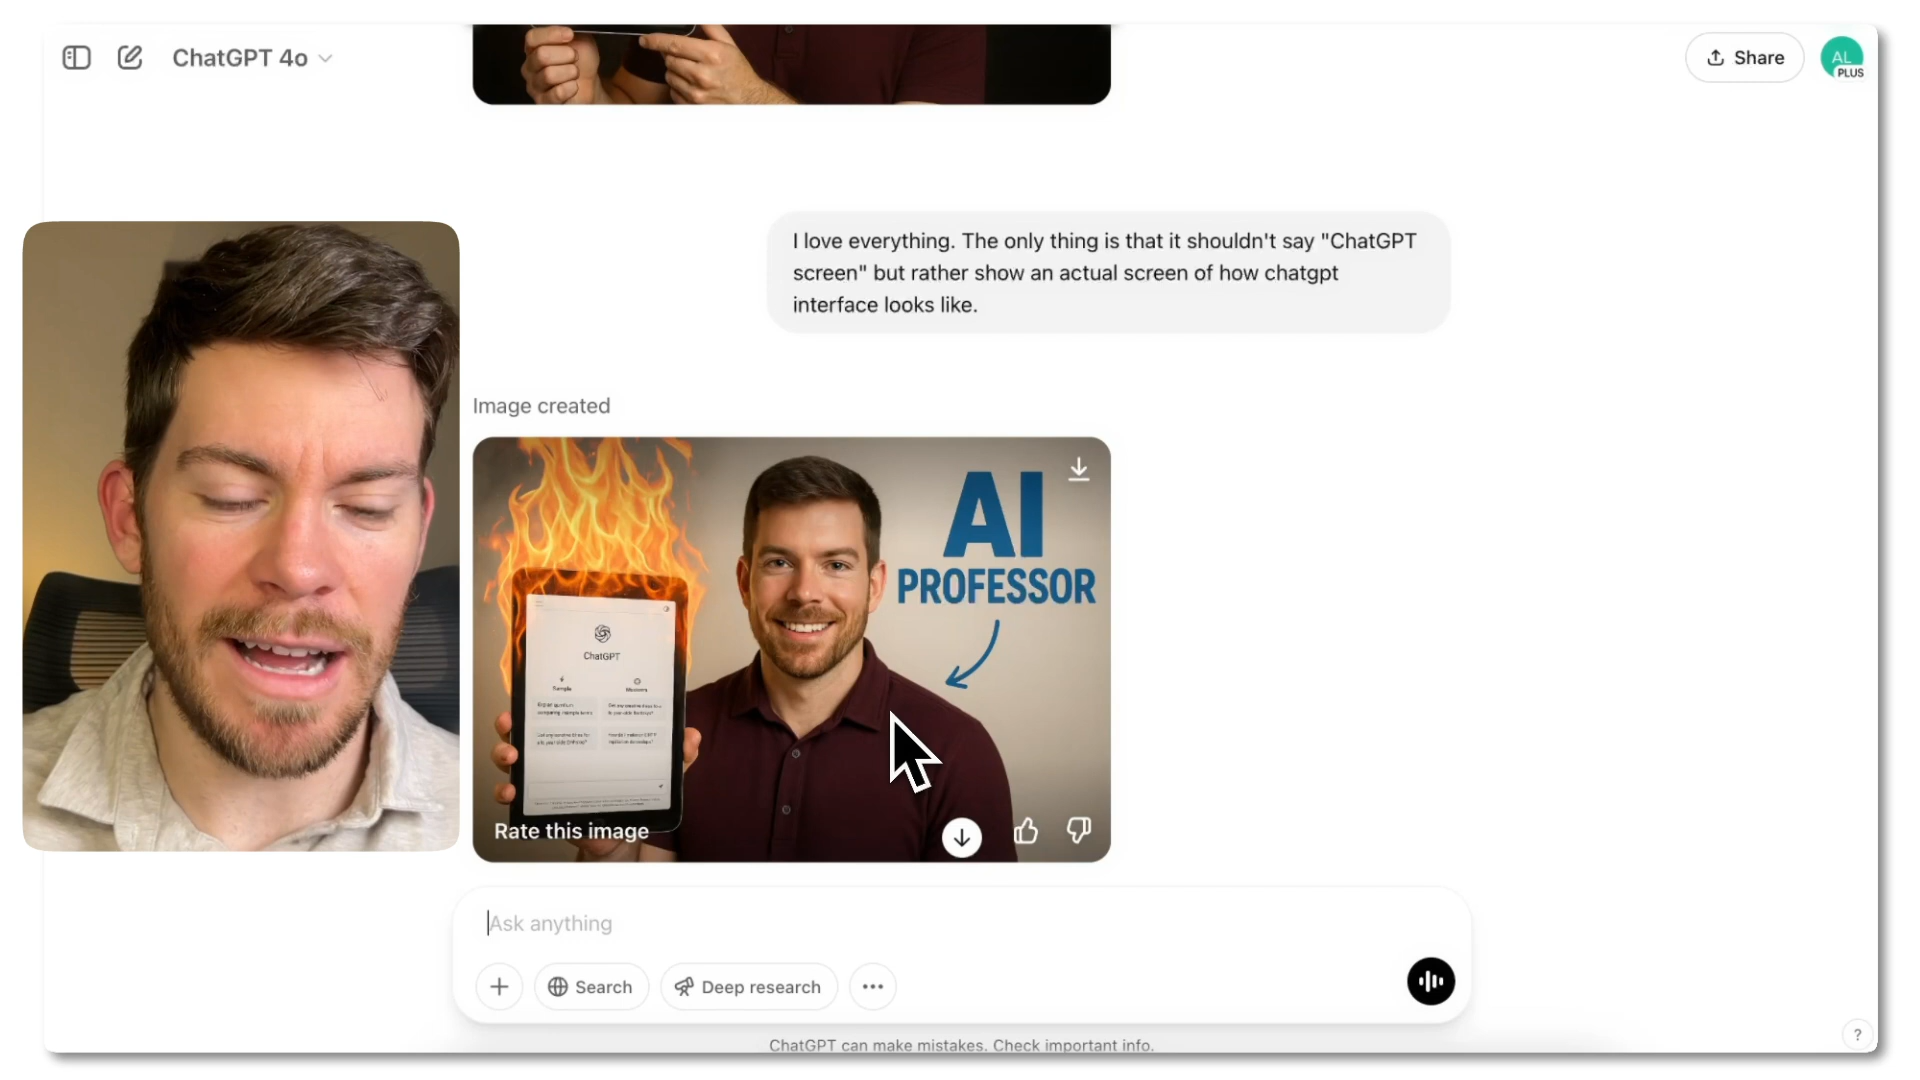 ChatGPT 4o
Share
AL
PLUS
I love everything. The only thing is that it shouldn't say "ChatGPT
screen" but rather show an actual screen of how chatgpt
interface looks like.
Image created
AI
PROFESSOR
ChatGPT
Rate this image
Ask anything
Search
Deep research
ChatGPT can make mistakes. Check important info.
?